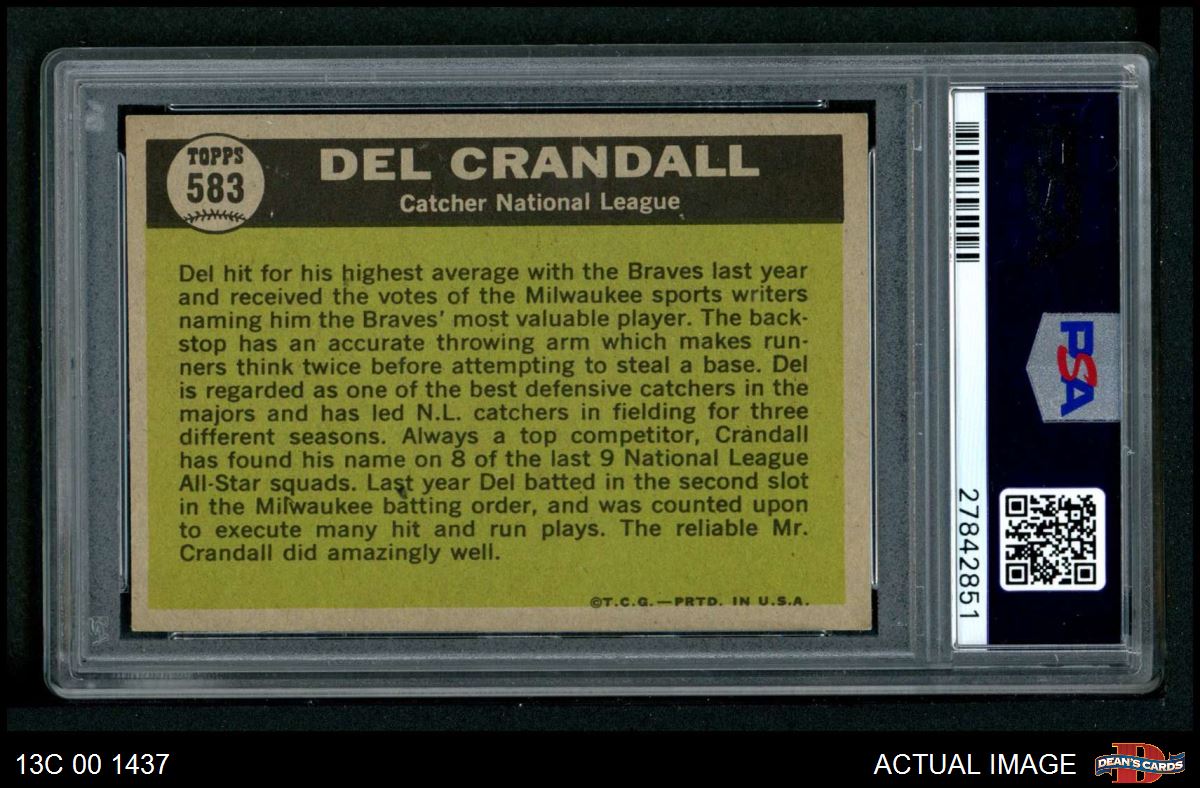 TOPPS
583
DEL CRANDALL
Catcher National League
Del hit for his highest average with the Braves last year
and received the votes of the Milwaukee sports writers
naming him the Braves' most valuable player. The back-
stop has an accurate throwing arm which makes run-
ners think twice before attempting to steal a base. Del
is regarded as one of the best defensive catchers in the
majors and has led N.L. catchers in fielding for three
different seasons. Always a top competitor, Crandall
has found his name on 8 of the last 9 National League
All-Star squads. Last year Del batted in the second slot
in the Milwaukee batting order, and was counted upon
to execute many hit and run plays. The reliable Mr.
Crandall did amazingly well.
©T.C.G.—PRTD. IN U.S.A.
PSA
27842851
13C 00 1437
ACTUAL IMAGE
DEAN'S CARDS